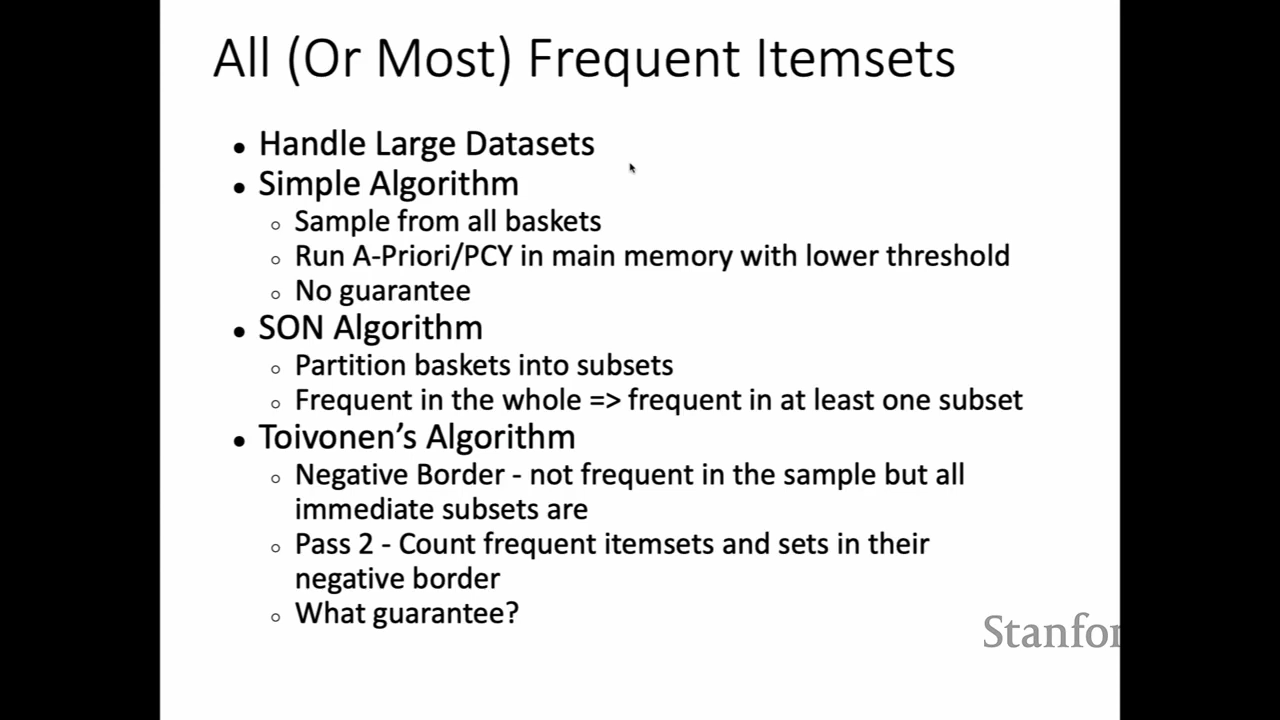 All (Or Most) Frequent Itemsets
• Handle Large Datasets
• Simple Algorithm
○ Sample from all baskets
○ Run A-Priori/PCY in main memory with lower threshold
○ No guarantee
• SON Algorithm
○ Partition baskets into subsets
○ Frequent in the whole => frequent in at least one subset
• Toivonen’s Algorithm
○ Negative Border - not frequent in the sample but all
immediate subsets are
○ Pass 2 - Count frequent itemsets and sets in their
negative border
○ What guarantee?
Stanfor